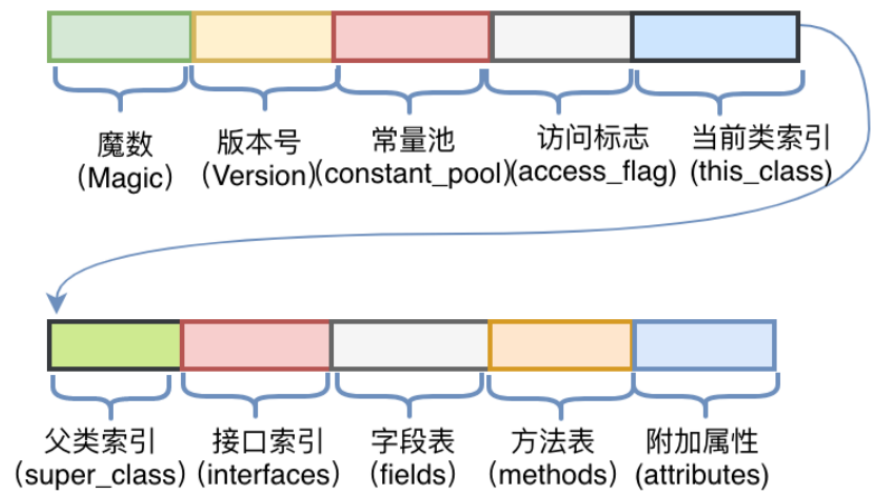 魔数 版本号 常量池 访问标志 当前类索引
(Magic) (Version) (constant_pool) (access_flag) (this_class)
父类索引 接口索引 字段表 方法表 附加属性
(super_class) (interfaces) (fields) (methods) (attributes)